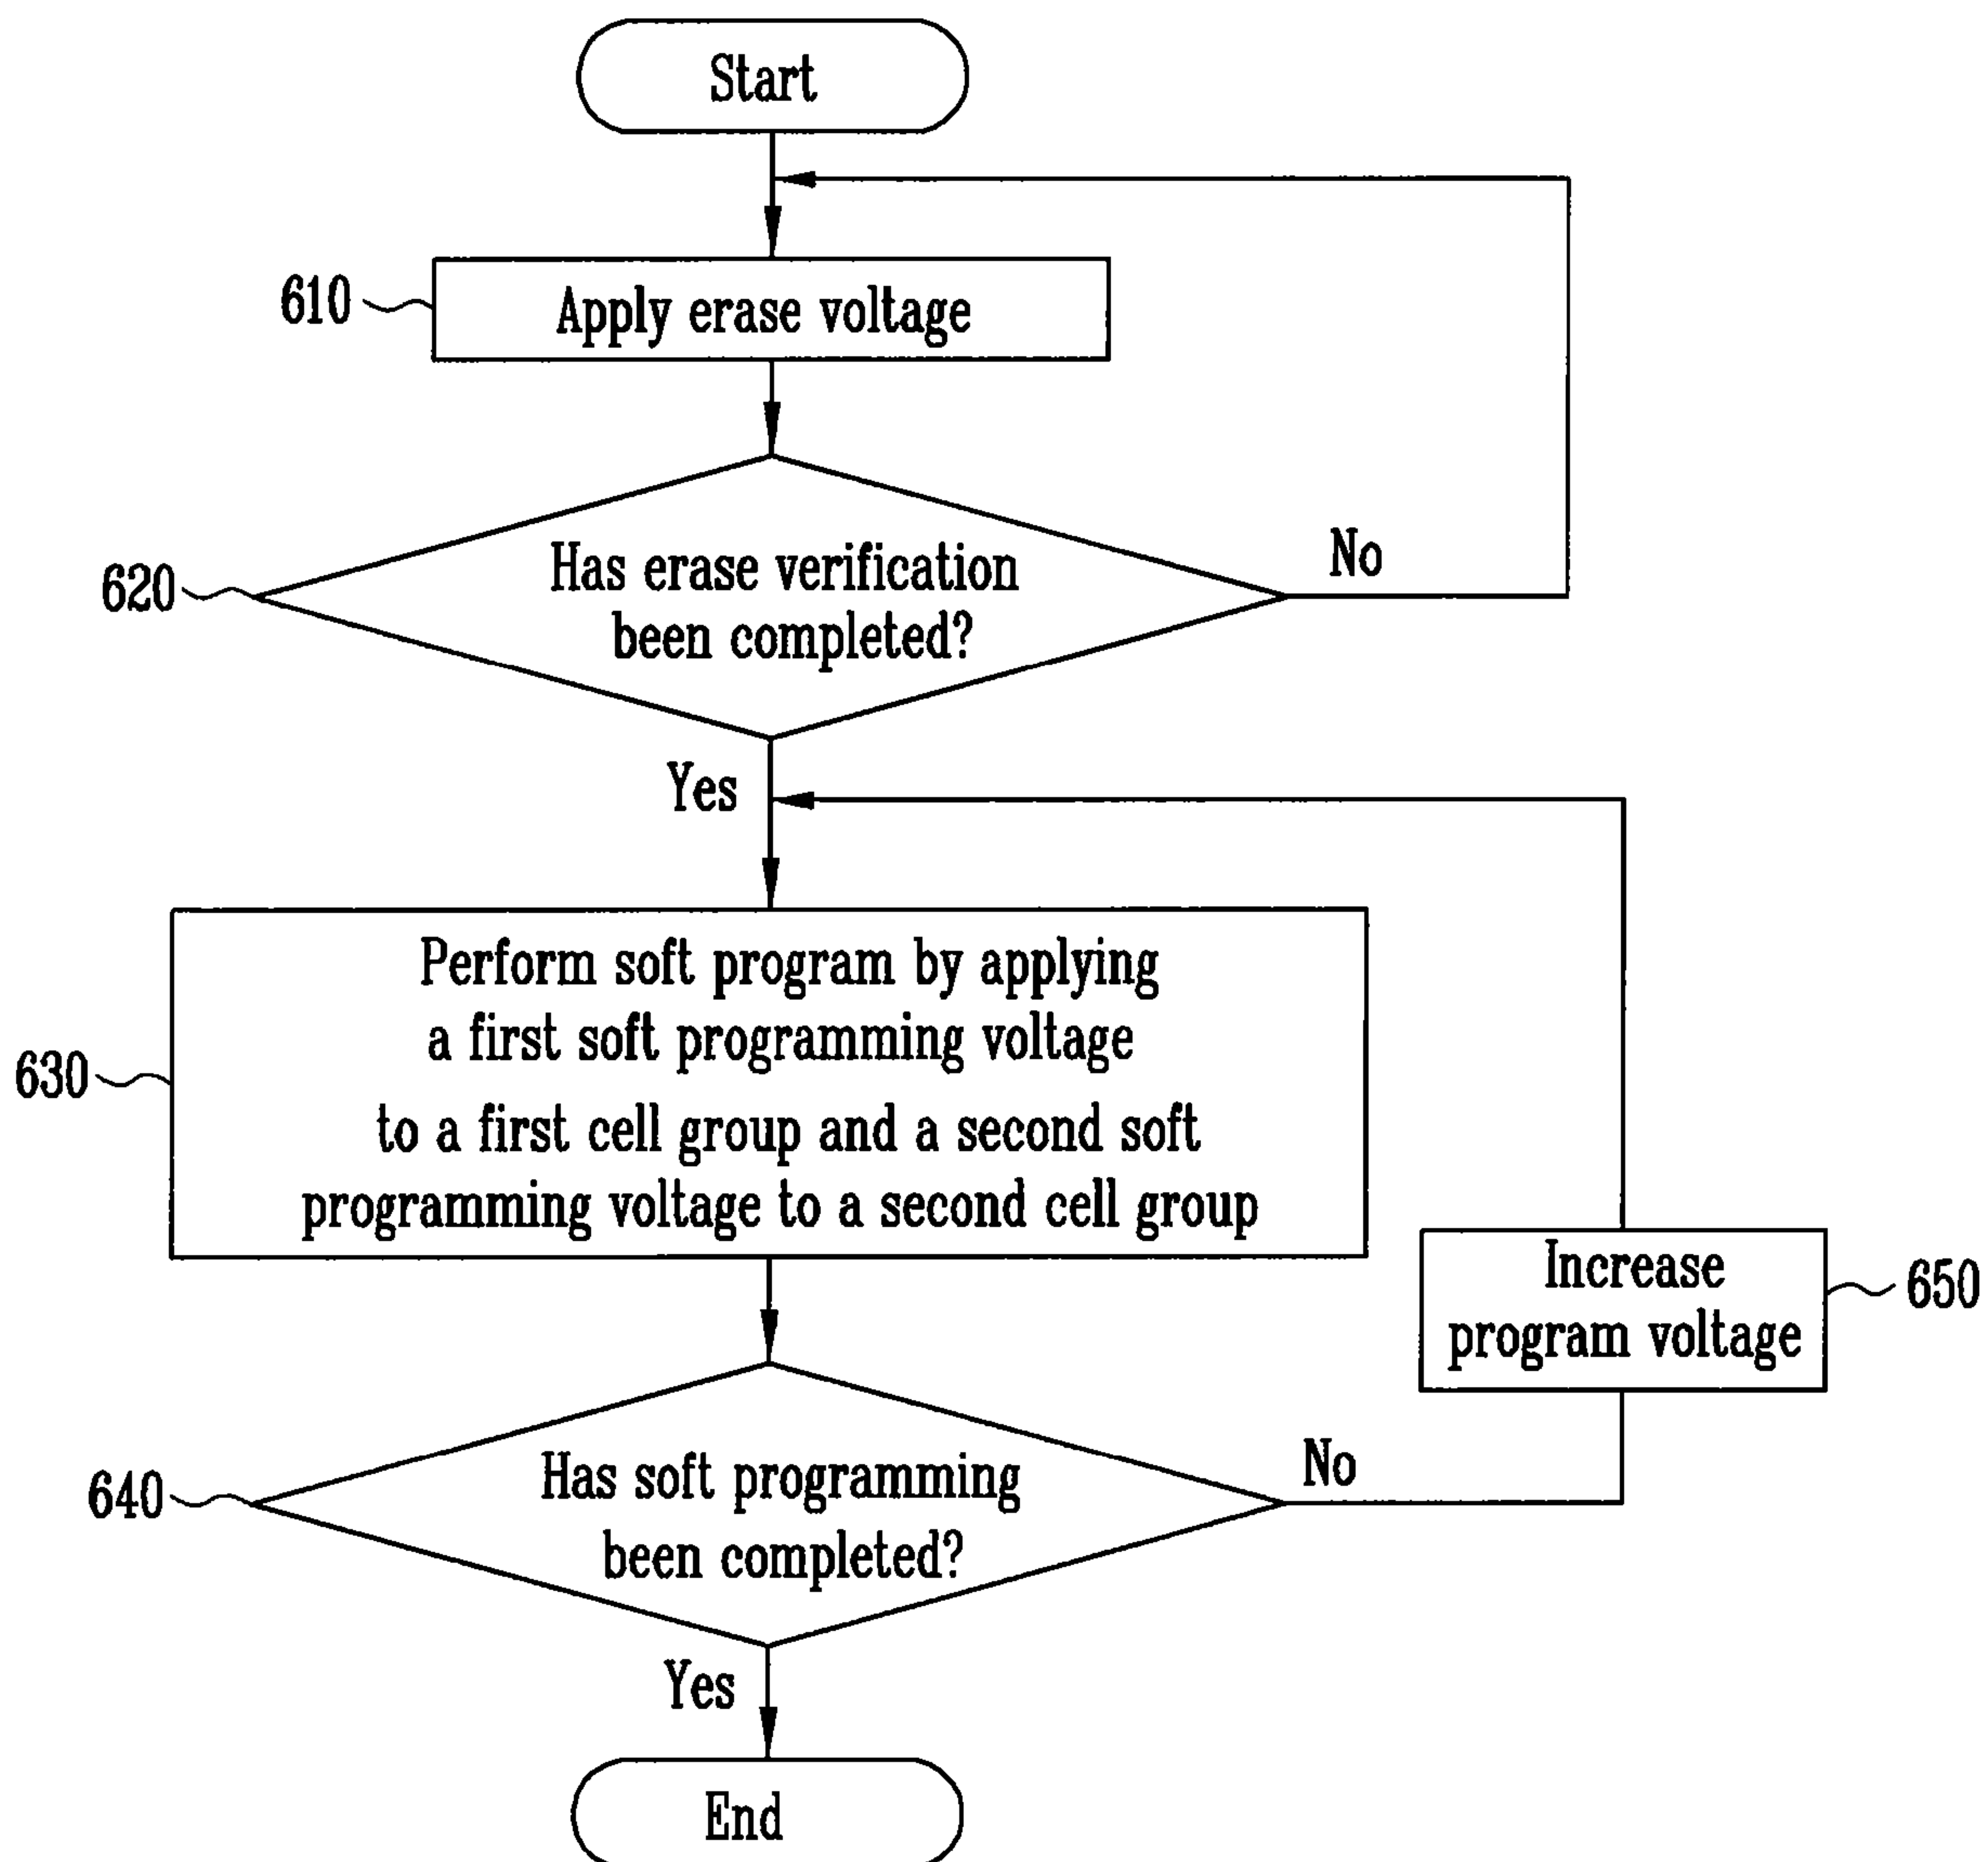 Start
610
Apply erase voltage
620
Has erase verification
been completed?
No
Yes
630
Perform soft program by applying
a first soft programming voltage
to a first cell group and a second soft
programming voltage to a second cell group
Increase
program voltage
650
640
Has soft programming
been completed?
No
Yes
End